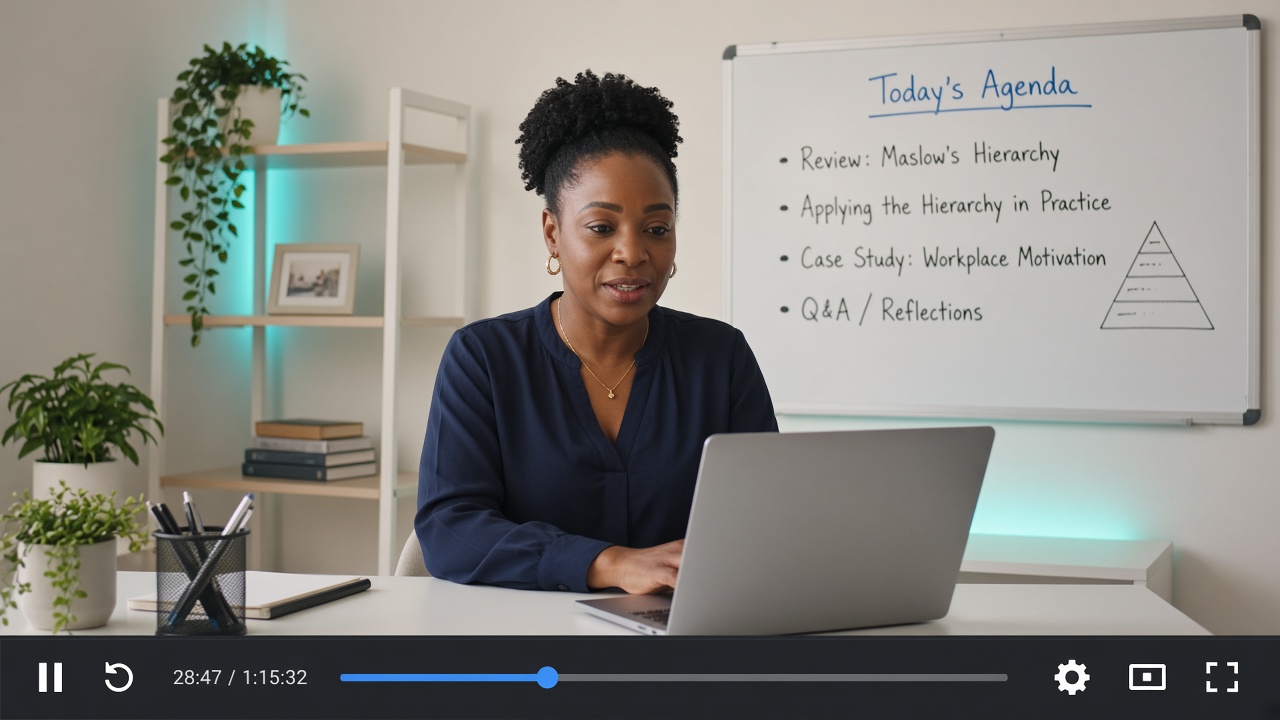 Today's Agenda
• Review: Maslow's Hierarchy
• Applying the Hierarchy in Practice
• Case Study: Workplace Motivation
• Q&A / Reflections
28:47 / 1:15:32